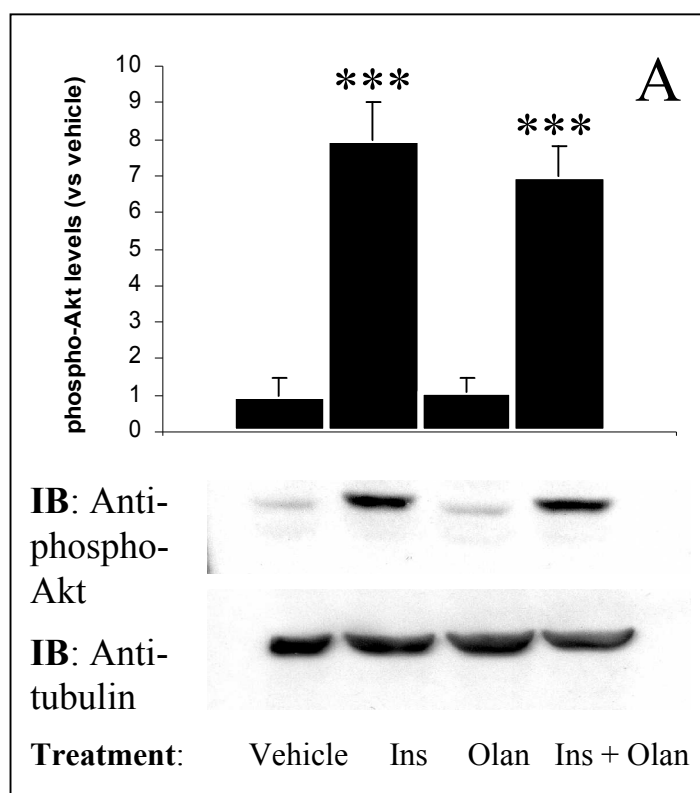 A
phospho-Akt levels (vs vehicle)
10
9
8
7
6
5
4
3
2
1
0
***
***
IB: Anti-
phospho-
Akt
IB: Anti-
tubulin
Treatment: Vehicle Ins Olan Ins + Olan